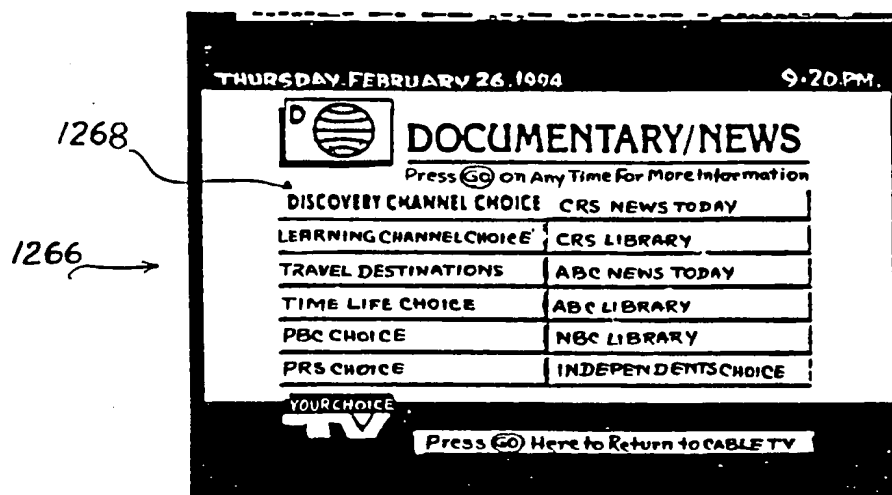 THURSDAY.FEBRUARY 26.1994 9·20.PM.
D
DOCUMENTARY/NEWS
1268
Press GO on Any Time For More Information
DISCOVERY CHANNEL CHOICE CRS NEWS TODAY
LEARNING CHANNEL CHOICE CRS LIBRARY
1266
TRAVEL DESTINATIONS ABC NEWS TODAY
TIME LIFE CHOICE ABC LIBRARY
PBC CHOICE NBC LIBRARY
PRS CHOICE INDEPENDENTS CHOICE
YOUR CHOICE
TV
Press GO Here to Return to CABLE TV